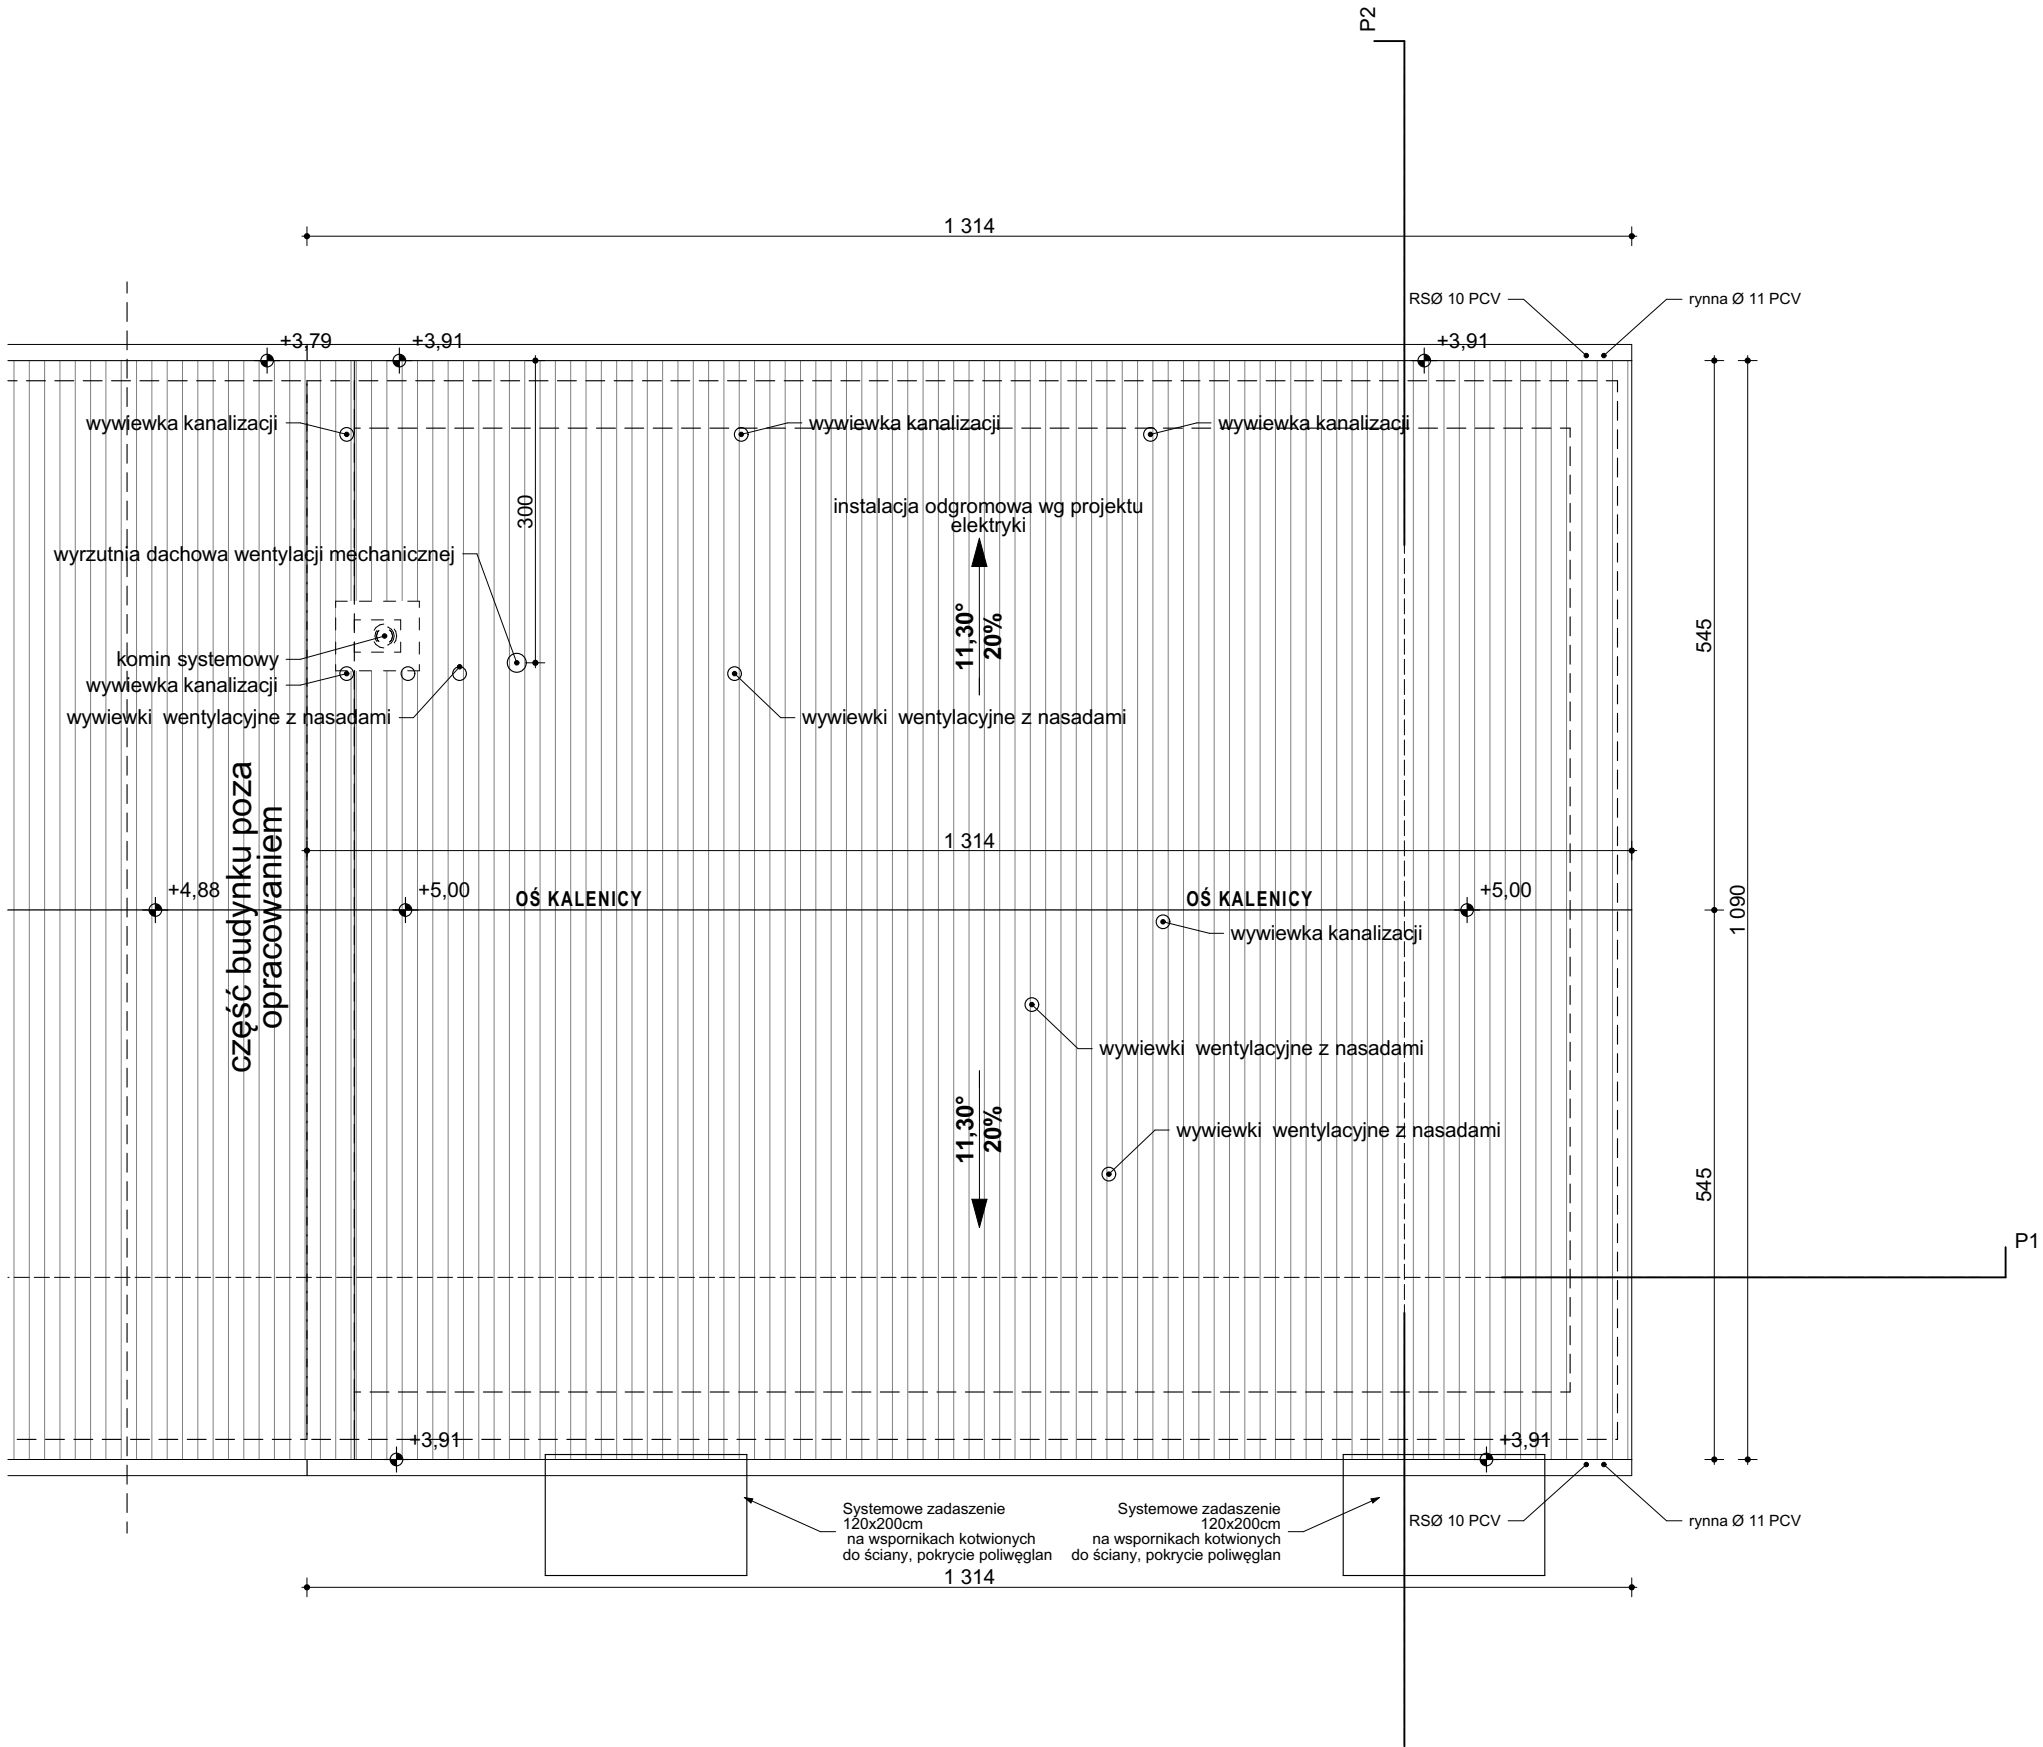 P2
1 314
RSØ 10 PCV
rynna Ø 11 PCV
+3,79
+3,91
+3,91
wywiewka kanalizacji
wywiewka kanalizacji
wywiewka kanalizacji
300
instalacja odgromowa wg projektu
elektryki
wyrzutnia dachowa wentylacji mechanicznej
11,30°
20%
545
komin systemowy
wywiewka kanalizacji
wywiewki wentylacyjne z nasadami
wywiewki wentylacyjne z nasadami
część budynku poza
opracowaniem
1 314
+4,88
+5,00
OŚ KALENICY
OŚ KALENICY
+5,00
1 090
wywiewka kanalizacji
wywiewki wentylacyjne z nasadami
11,30°
20%
wywiewki wentylacyjne z nasadami
545
P1
+3,91
+3,91
Systemowe zadaszenie
120x200cm
na wspornikach kotwionych
do ściany, pokrycie poliwęglan
Systemowe zadaszenie
120x200cm
na wspornikach kotwionych
do ściany, pokrycie poliwęglan
RSØ 10 PCV
rynna Ø 11 PCV
1 314